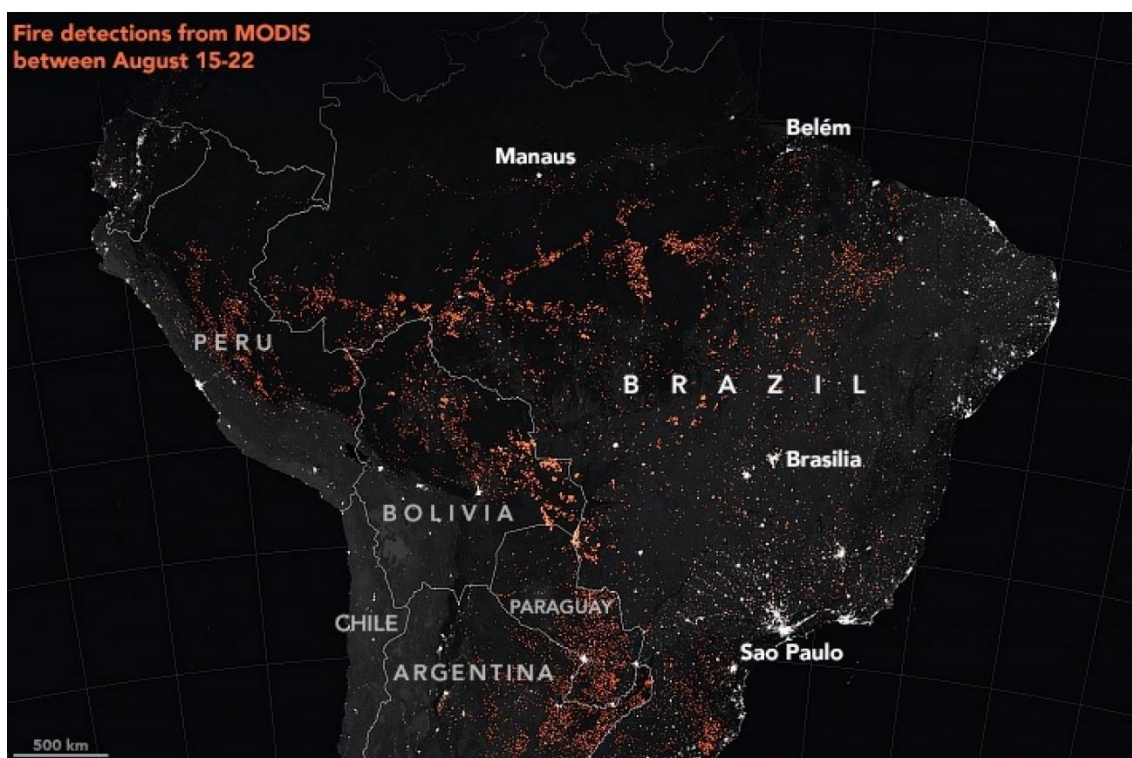 Fire detections from MODIS
between August 15-22
Belém
Manaus
PERU
BRAZIL
Brasilia
BOLIVIA
PARAGUAY
CHILE
Sao Paulo
ARGENTINA
500 km